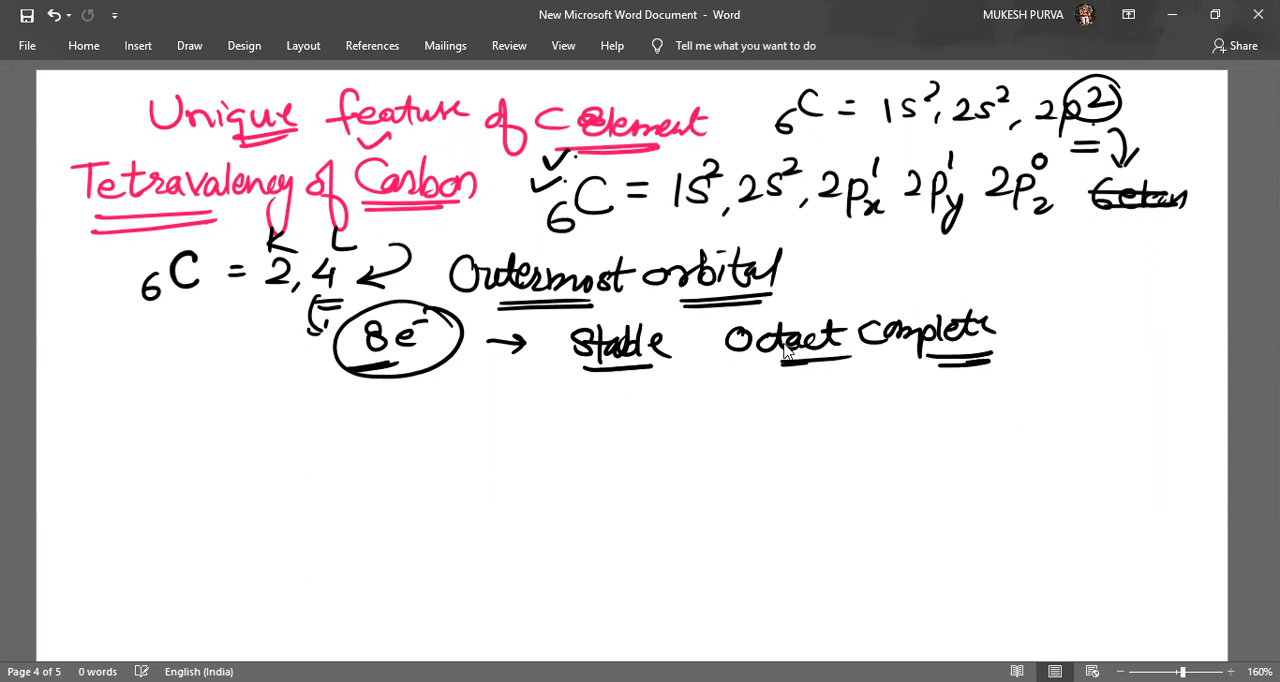 New Microsoft Word Document - Word
MUKESH PURVA
File Home Insert Draw Design Layout References Mailings Review View Help Tell me what you want to do Share
Unique feature of C element
₆C = 1s², 2s², 2p²
Tetravalency of Carbon
₆C = 1s², 2s², 2pₓ¹ 2pᵧ¹ 2p_z⁰
K L
₆C = 2, 4 Outermost orbital
8e⁻ → Stable Octact Complete
Page 4 of 5 0 words English (India) 160%